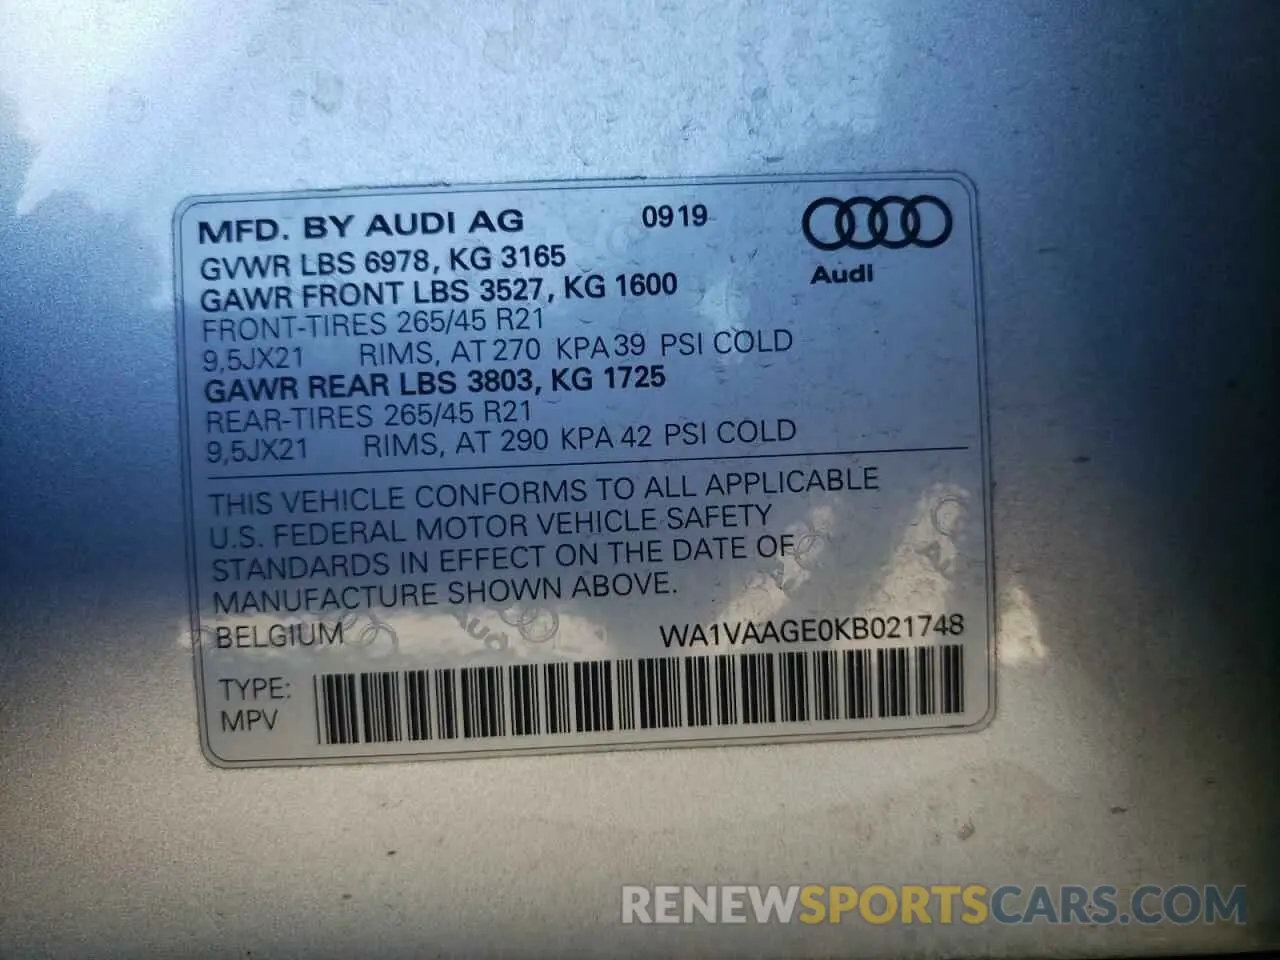 MFD. BY AUDI AG 0919
GVWR LBS 6978, KG 3165
GAWR FRONT LBS 3527, KG 1600
Audi
FRONT-TIRES 265/45 R21
9,5JX21 RIMS, AT 270 KPA 39 PSI COLD
GAWR REAR LBS 3803, KG 1725
REAR-TIRES 265/45 R21
9,5JX21 RIMS, AT 290 KPA 42 PSI COLD
THIS VEHICLE CONFORMS TO ALL APPLICABLE
U.S. FEDERAL MOTOR VEHICLE SAFETY
STANDARDS IN EFFECT ON THE DATE OF
MANUFACTURE SHOWN ABOVE.
BELGIUM WA1VAAGE0KB021748
Audi
Audi
TYPE:
MPV
RENEWSPORTSCARS.COM